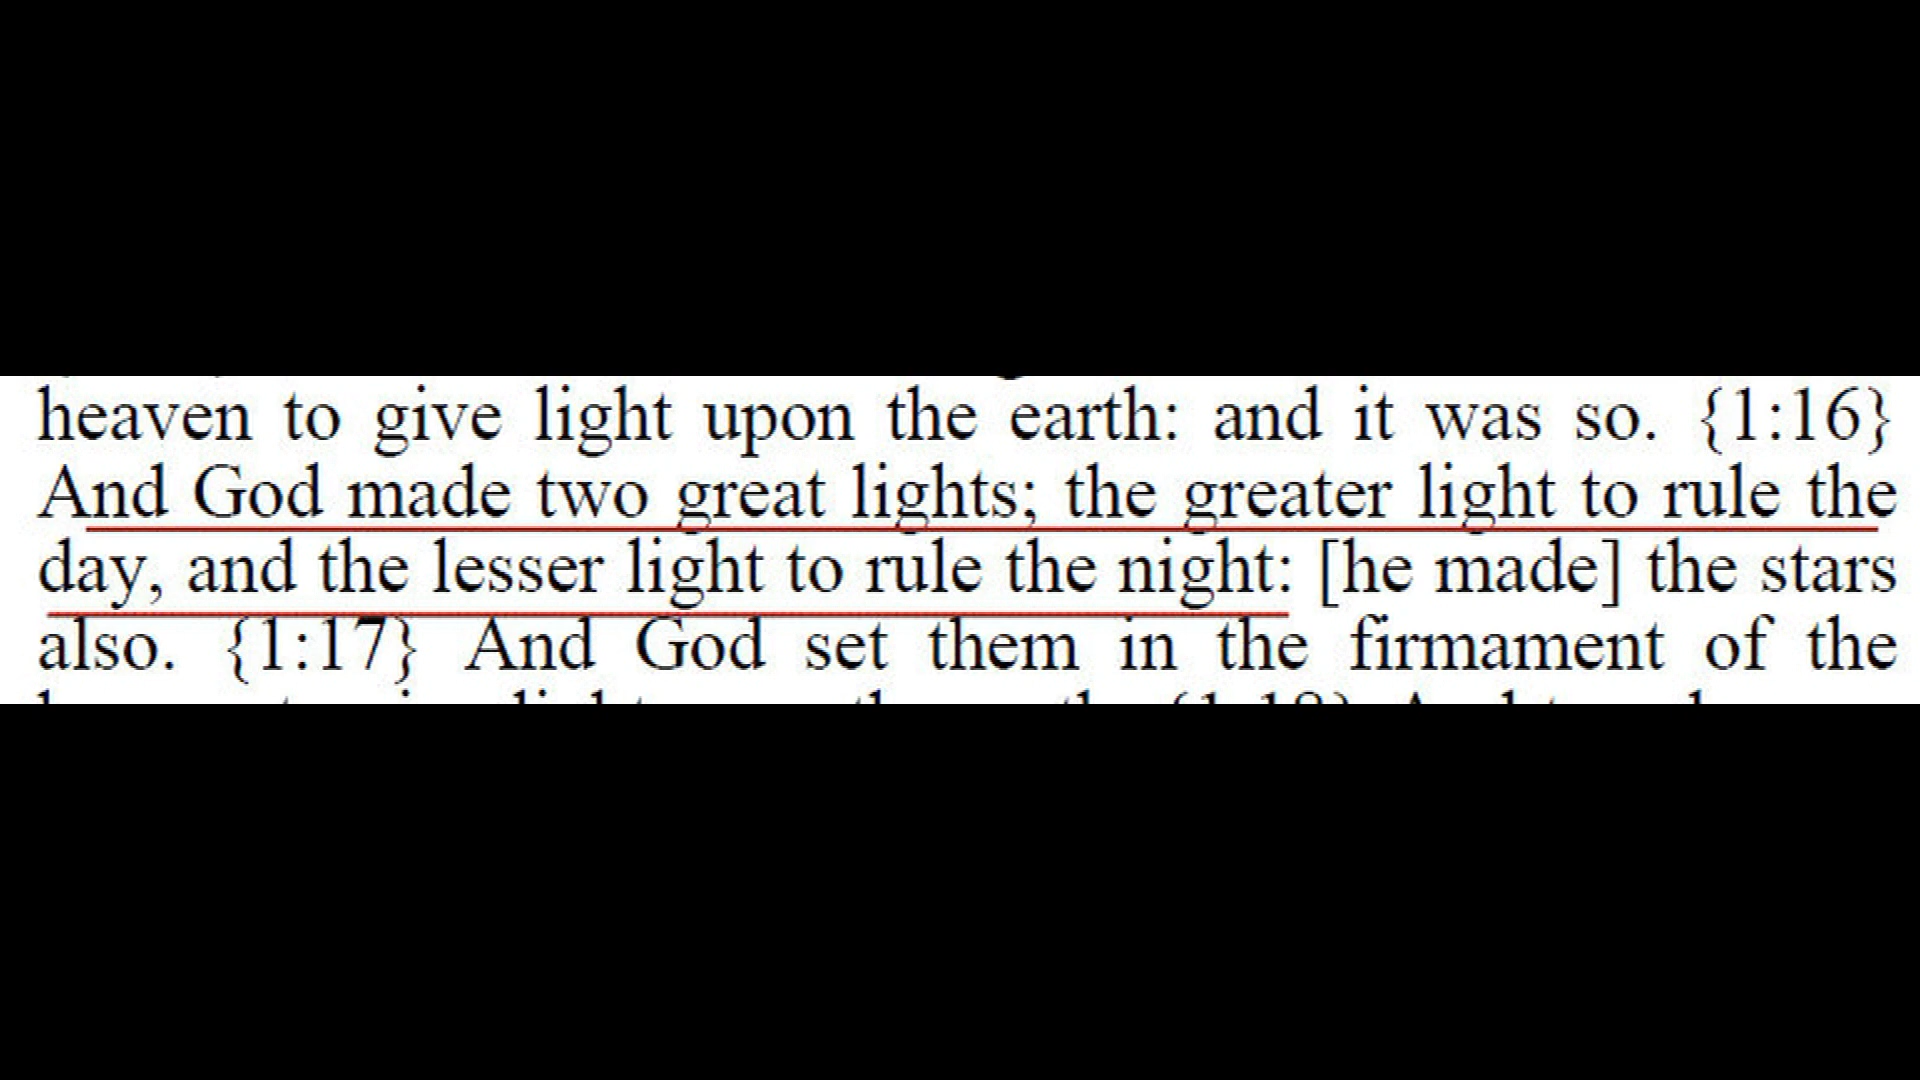 heaven to give light upon the earth: and it was so. {1:16}
And God made two great lights; the greater light to rule the
day, and the lesser light to rule the night: [he made] the stars
also. {1:17} And God set them in the firmament of the